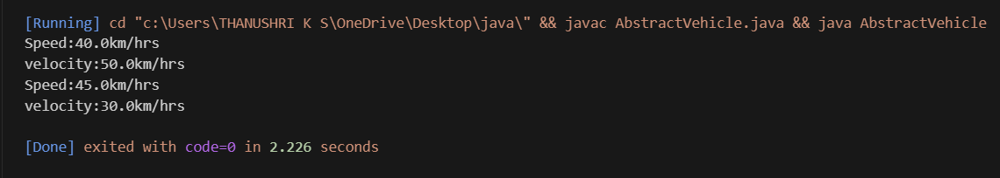 [Running] cd "c:\Users\THANUSHRI K S\OneDrive\Desktop\java\" && javac AbstractVehicle.java && java AbstractVehicle
Speed:40.0km/hrs
velocity:50.0km/hrs
Speed:45.0km/hrs
velocity:30.0km/hrs
[Done] exited with code=0 in 2.226 seconds